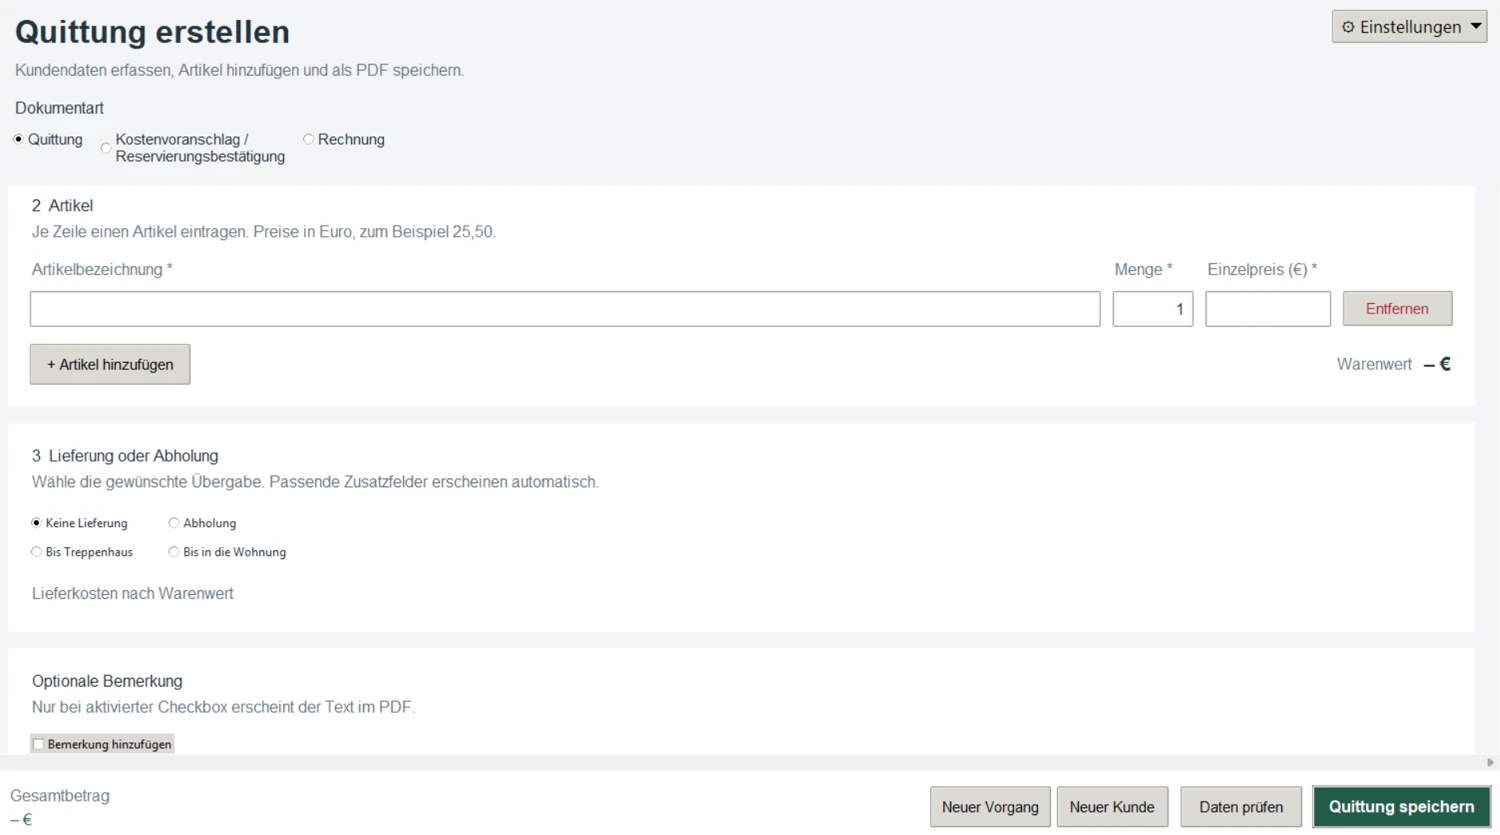 Quittung erstellen
⚙ Einstellungen
Kundendaten erfassen, Artikel hinzufügen und als PDF speichern.
Dokumentart
Quittung
Kostenvoranschlag /
Reservierungsbestätigung
Rechnung
2 Artikel
Je Zeile einen Artikel eintragen. Preise in Euro, zum Beispiel 25,50.
Artikelbezeichnung * Menge * Einzelpreis (€) *
1 Entfernen
+ Artikel hinzufügen Warenwert – €
3 Lieferung oder Abholung
Wähle die gewünschte Übergabe. Passende Zusatzfelder erscheinen automatisch.
Keine Lieferung Abholung
Bis Treppenhaus Bis in die Wohnung
Lieferkosten nach Warenwert
Optionale Bemerkung
Nur bei aktivierter Checkbox erscheint der Text im PDF.
Bemerkung hinzufügen
Gesamtbetrag
– €
Neuer Vorgang Neuer Kunde Daten prüfen Quittung speichern